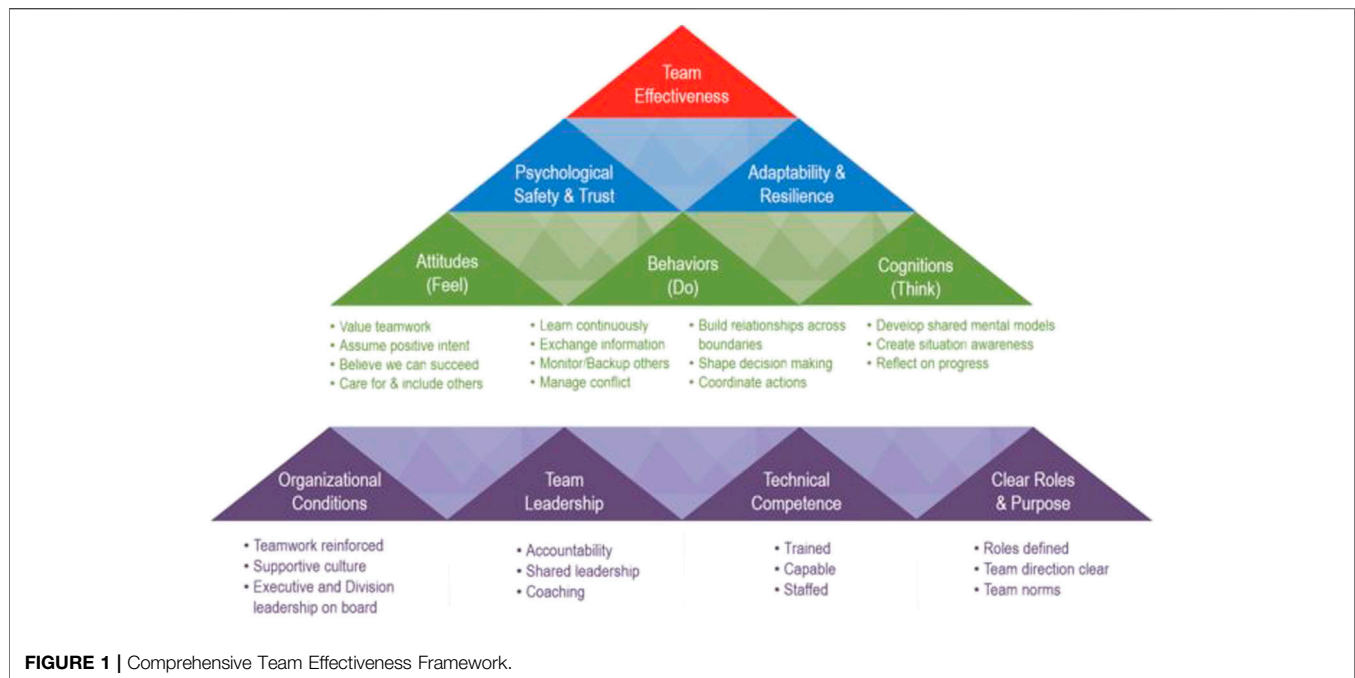 Team
Effectiveness
Psychological
Safety & Trust
Adaptability &
Resilience
Attitudes
(Feel)
Behaviors
(Do)
Cognitions
(Think)
• Value teamwork
• Assume positive intent
• Believe we can succeed
• Care for & include others
• Learn continuously
• Exchange information
• Monitor/Backup others
• Manage conflict
• Build relationships across
boundaries
• Shape decision making
• Coordinate actions
• Develop shared mental models
• Create situation awareness
• Reflect on progress
Organizational
Conditions
Team
Leadership
Technical
Competence
Clear Roles
& Purpose
• Teamwork reinforced
• Supportive culture
• Executive and Division
leadership on board
• Accountability
• Shared leadership
• Coaching
• Trained
• Capable
• Staffed
• Roles defined
• Team direction clear
• Team norms
FIGURE 1 | Comprehensive Team Effectiveness Framework.